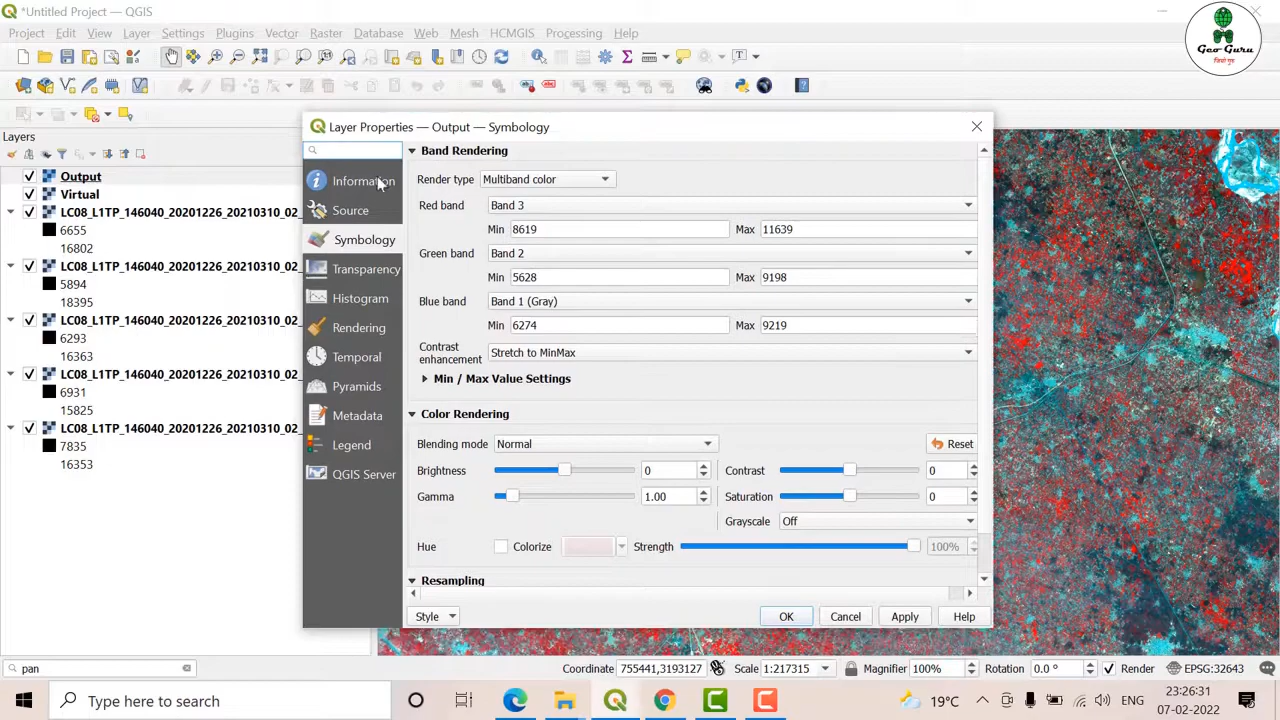 *Untitled Project — QGIS
Project Edit View Layer Settings Plugins Vector Raster Database Web Mesh HCMGIS Processing Help
Geo Guru
जियो गुरु
Layers
Output
Virtual
LC08_L1TP_146040_20201226_20210310_02_
6655
16802
LC08_L1TP_146040_20201226_20210310_02_
5894
18395
LC08_L1TP_146040_20201226_20210310_02_
6293
16363
LC08_L1TP_146040_20201226_20210310_02_
6931
15825
LC08_L1TP_146040_20201226_20210310_02_
7835
16353
Layer Properties — Output — Symbology
Information
Source
Symbology
Transparency
Histogram
Rendering
Temporal
Pyramids
Metadata
Legend
QGIS Server
Band Rendering
Render type Multiband color
Red band Band 3
Min 8619 Max 11639
Green band Band 2
Min 5628 Max 9198
Blue band Band 1 (Gray)
Min 6274 Max 9219
Contrast
enhancement Stretch to MinMax
Min / Max Value Settings
Color Rendering
Blending mode Normal Reset
Brightness 0 Contrast 0
Gamma 1.00 Saturation 0
Grayscale Off
Hue Colorize Strength 100%
Resampling
Style OK Cancel Apply Help
pan Coordinate 755441,3193127 Scale 1:217315 Magnifier 100% Rotation 0.0 ° Render EPSG:32643
Type here to search 19°C ENG 23:26:31
07-02-2022